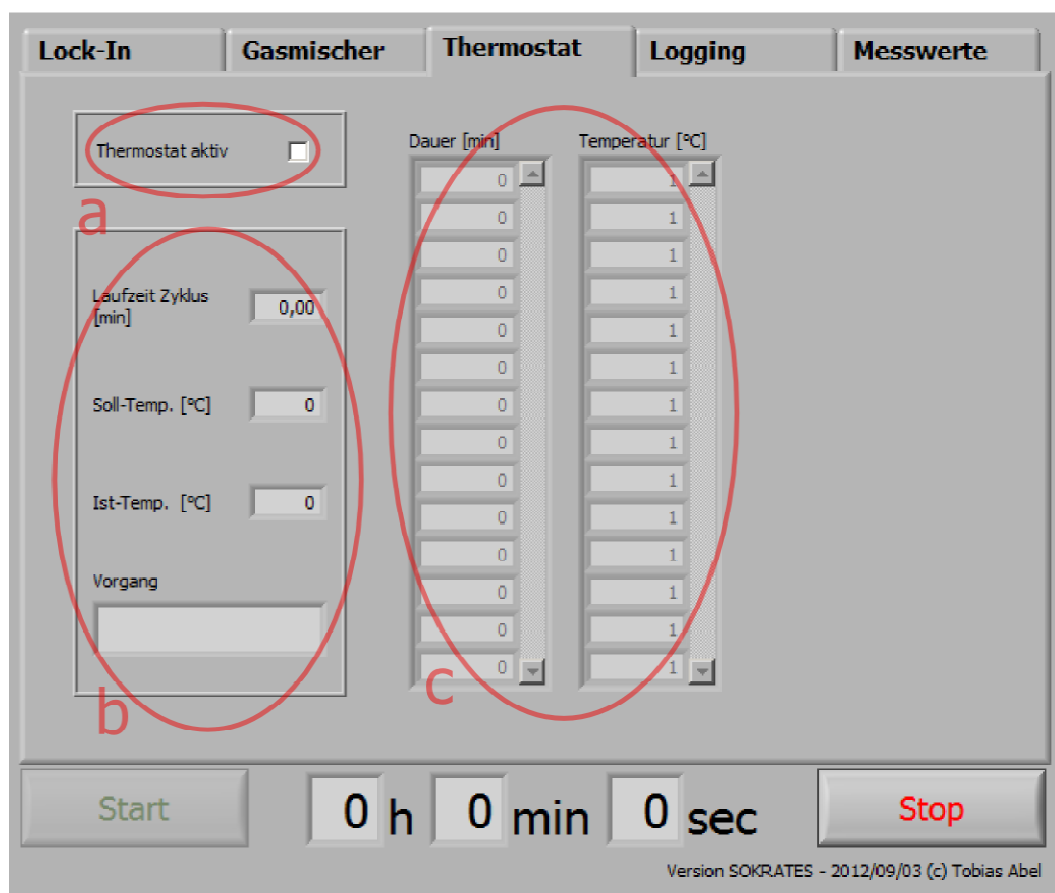 Lock-In Gasmischer Thermostat Logging Messwerte
Thermostat aktiv
a
Laufzeit Zyklus
[min]
0,00
Soll-Temp. [°C] 0
Ist-Temp. [°C] 0
Vorgang
b
Dauer [min] Temperatur [°C]
0 1
0 1
0 1
0 1
0 1
0 1
0 1
0 1
0 1
0 1
0 1
0 1
0 1
0 1
c
Start 0 h 0 min 0 sec Stop
Version SOKRATES - 2012/09/03 (c) Tobias Abel